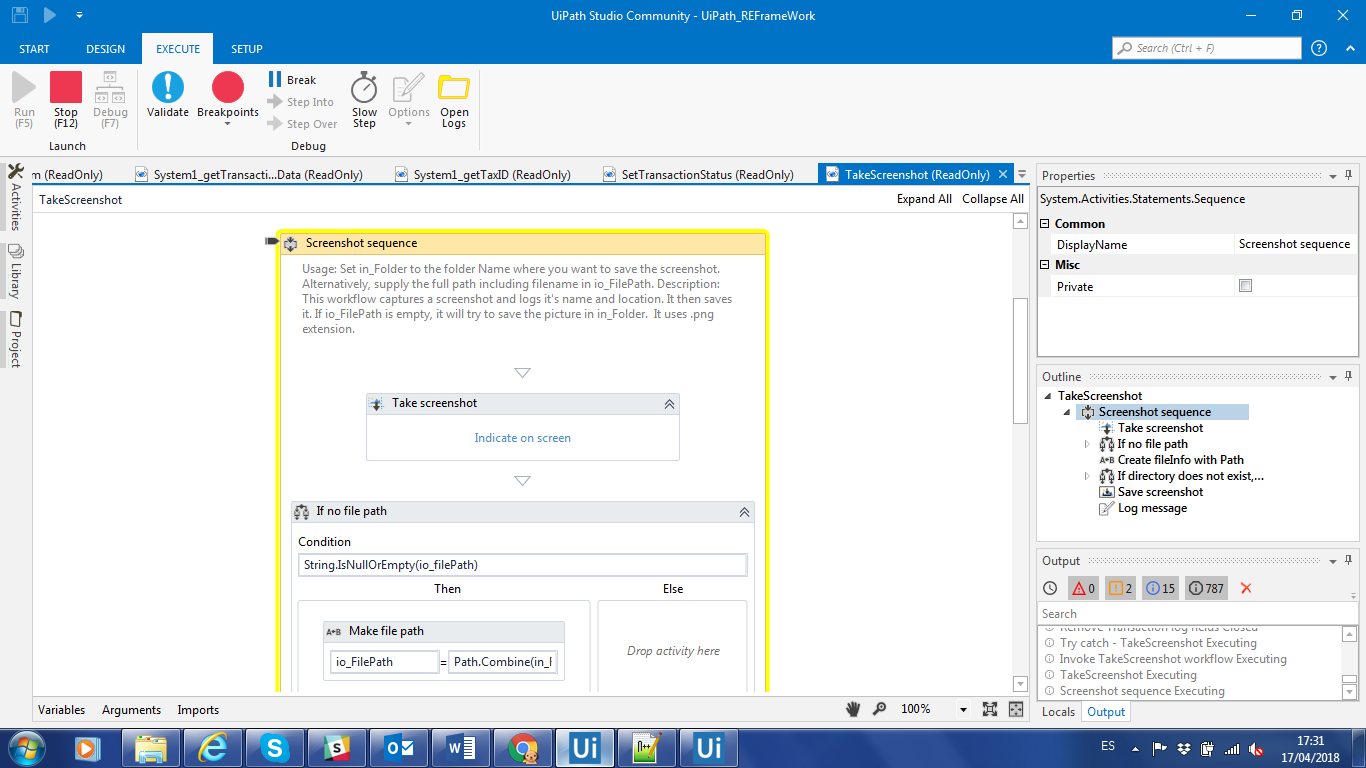 UiPath Studio Community - UiPath_REFrameWork
START DESIGN EXECUTE SETUP
Search (Ctrl + F)
Run (F5)
Stop (F12)
Debug (F7)
Launch
Validate
Breakpoints
Break
Step Into
Step Over
Slow Step
Options
Open Logs
Debug
m (ReadOnly)
System1_getTransacti...Data (ReadOnly)
System1_getTaxID (ReadOnly)
SetTransactionStatus (ReadOnly)
TakeScreenshot (ReadOnly)
Activities
Library
Project
TakeScreenshot
Expand All Collapse All
Screenshot sequence
Usage: Set in_Folder to the folder Name where you want to save the screenshot.
Alternatively, supply the full path including filename in io_FilePath. Description:
This workflow captures a screenshot and logs it's name and location. It then saves
it. If io_FilePath is empty, it will try to save the picture in in_Folder. It uses .png
extension.
Take screenshot
Indicate on screen
If no file path
Condition
String.IsNullOrEmpty(io_filePath)
Then Else
Make file path
io_FilePath = Path.Combine(in_F
Drop activity here
Variables Arguments Imports
100%
Properties
System.Activities.Statements.Sequence
Common
DisplayName Screenshot sequence
Misc
Private
Outline
TakeScreenshot
Screenshot sequence
Take screenshot
If no file path
A+B Create fileInfo with Path
If directory does not exist,...
Save screenshot
Log message
Output
0 2 15 787
Search
Remove Transaction log fields Closed
Try catch - TakeScreenshot Executing
Invoke TakeScreenshot workflow Executing
TakeScreenshot Executing
Screenshot sequence Executing
Locals Output
ES
17:31
17/04/2018